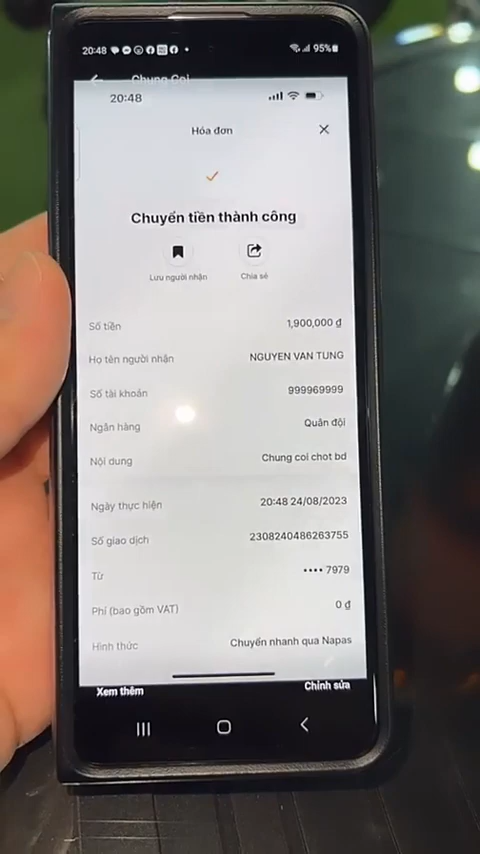 20:48
95%
Chung Coi
20:48
Hóa đơn
Chuyển tiền thành công
Lưu người nhận
Chia sẻ
Số tiền 1,900,000 ₫
Họ tên người nhận NGUYEN VAN TUNG
Số tài khoản 999969999
Ngân hàng Quân đội
Nội dung Chung coi chot bd
Ngày thực hiện 20:48 24/08/2023
Số giao dịch 2308240486263755
Từ •••• 7979
Phí (bao gồm VAT) 0 ₫
Hình thức Chuyển nhanh qua Napas
Xem thêm
Chỉnh sửa